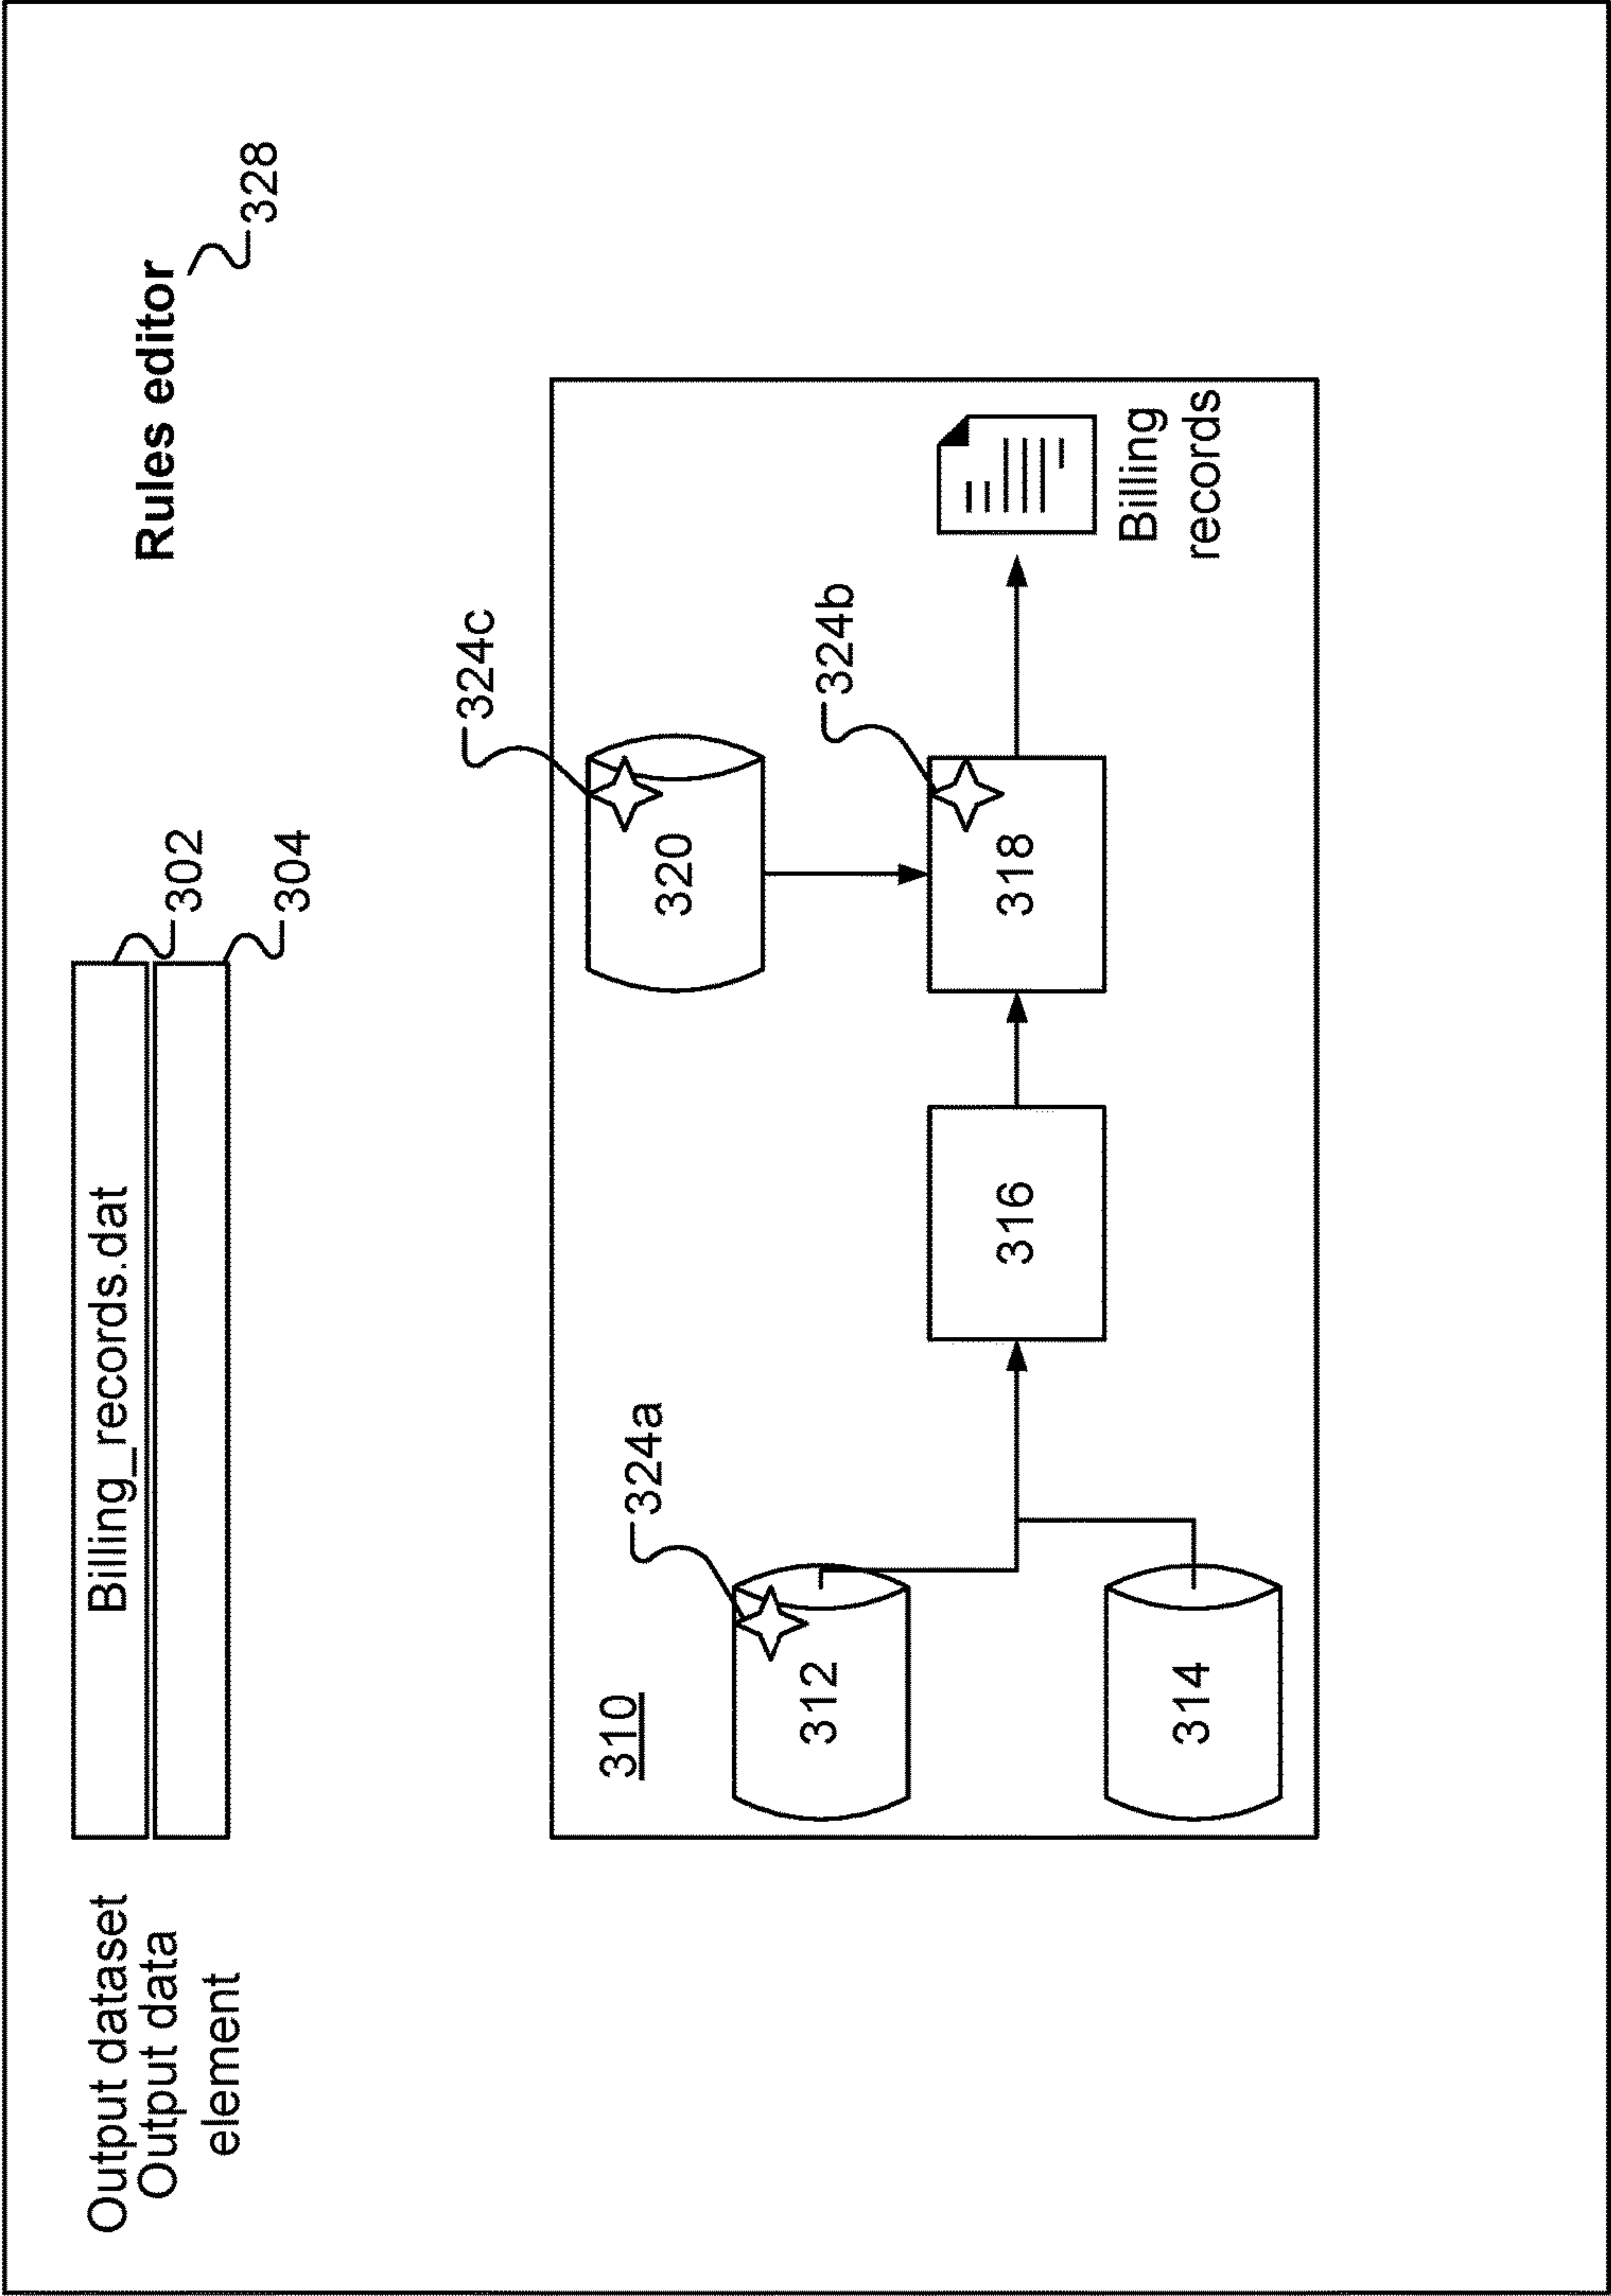 Output dataset
Billing_records.dat
302
Output data
element
304
Rules editor
328
310
324a
324c
312
320
324b
314
316
318
Billing
records